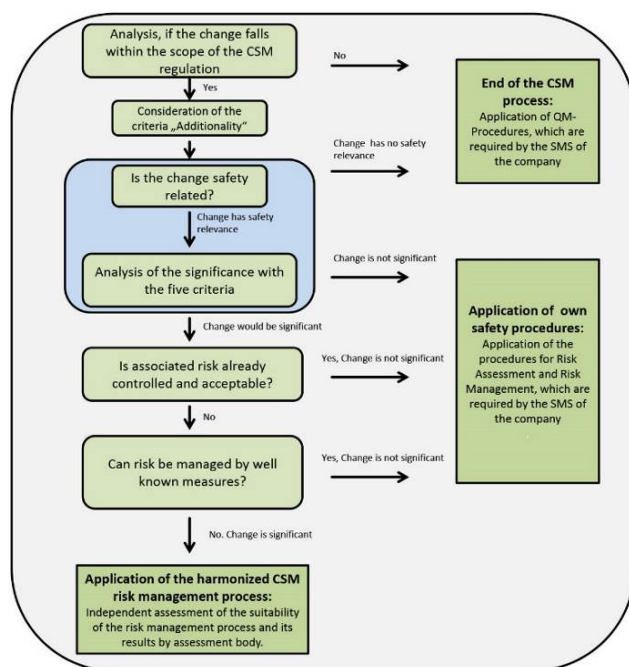 Analysis, if the change falls
within the scope of the CSM
regulation
No
Yes
Consideration of the
criteria „Additionality“
End of the CSM
process:
Application of QM-
Procedures, which are
required by the SMS of
the company
Change has no safety
relevance
Is the change safety
related?
Change has safety
relevance
Change is not significant
Analysis of the significance with
the five criteria
Application of own
safety procedures:
Application of the
procedures for Risk
Assessment and Risk
Management, which are
required by the SMS of
the company
Change would be significant
Is associated risk already
controlled and acceptable?
Yes, Change is not significant
No
Can risk be managed by well
known measures?
Yes, Change is not significant
No. Change is significant
Application of the harmonized CSM
risk management process:
Independent assessment of the suitability
of the risk management process and its
results by assessment body.